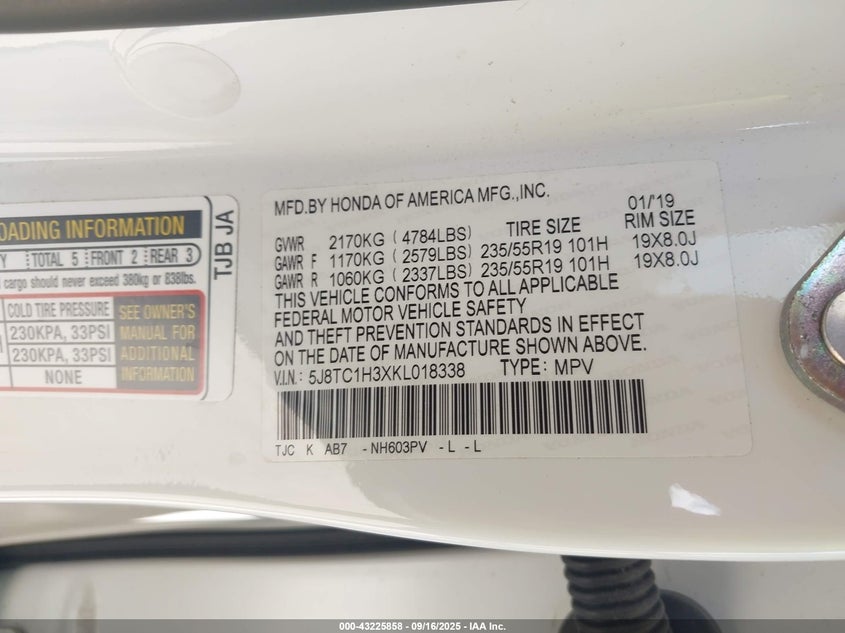 OADING INFORMATION
Y TOTAL 5 FRONT 2 REAR 3
cargo should never exceed 380kg or 838lbs.
COLD TIRE PRESSURE
230KPA, 33PSI
230KPA, 33PSI
NONE
SEE OWNER'S
MANUAL FOR
ADDITIONAL
INFORMATION
TJB JA
MFD.BY HONDA OF AMERICA MFG.,INC. 01/'19
TIRE SIZE RIM SIZE
GVWR 2170KG ( 4784LBS)
GAWR F 1170KG ( 2579LBS) 235/55R19 101H 19X8.0J
GAWR R 1060KG ( 2337LBS) 235/55R19 101H 19X8.0J
THIS VEHICLE CONFORMS TO ALL APPLICABLE
FEDERAL MOTOR VEHICLE SAFETY
AND THEFT PREVENTION STANDARDS IN EFFECT
ON THE DATE OF MANUFACTURE SHOWN ABOVE.
V.I.N.: 5J8TC1H3XKL018338 TYPE: MPV
TJC K AB7 -NH603PV -L -L
000-43225858 - 09/16/2025 - IAA Inc.